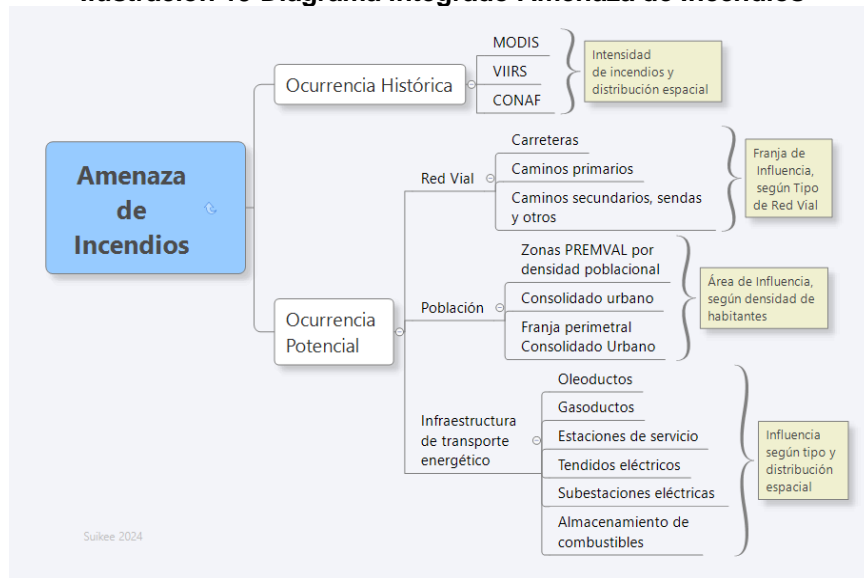 Ilustración 15 Diagrama Integrado Amenaza de Incendios
Amenaza
de
Incendios
Ocurrencia Histórica
MODIS
VIIRS
CONAF
Intensidad
de incendios y
distribución espacial
Ocurrencia
Potencial
Red Vial
Carreteras
Caminos primarios
Caminos secundarios, sendas
y otros
Franja de
Influencia,
según Tipo
de Red Vial
Población
Zonas PREMVAL por
densidad poblacional
Consolidado urbano
Franja perimetral
Consolidado Urbano
Área de Influencia,
según densidad de
habitantes
Infraestructura
de transporte
energético
Oleoductos
Gasoductos
Estaciones de servicio
Tendidos eléctricos
Subestaciones eléctricas
Almacenamiento de
combustibles
Influencia
según tipo y
distribución
espacial
Suikee 2024